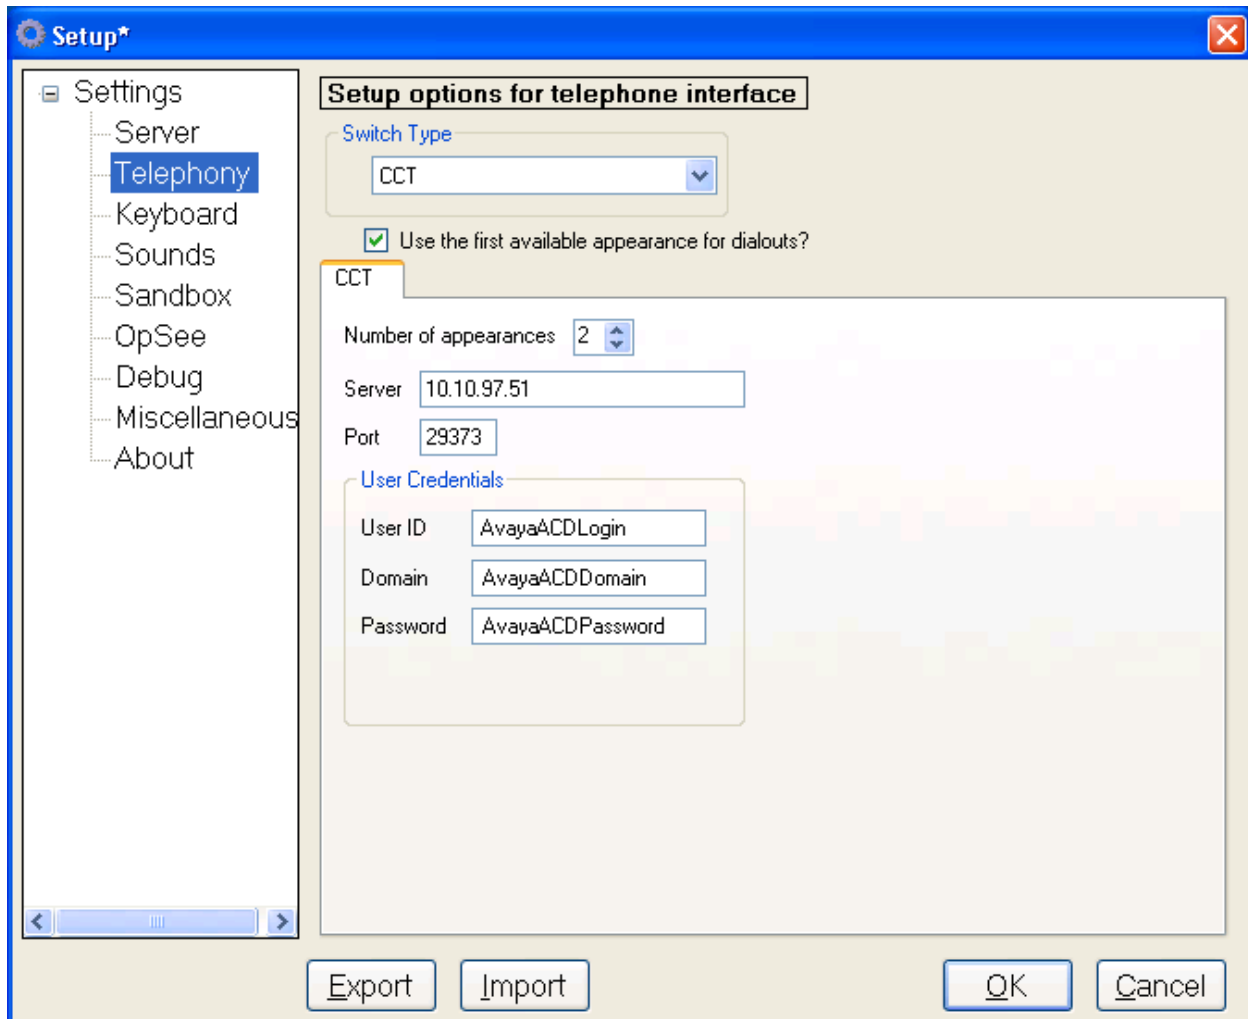 Setup*
Settings
Server
Telephony
Keyboard
Sounds
Sandbox
OpSee
Debug
Miscellaneous
About
Setup options for telephone interface
Switch Type
CCT
Use the first available appearance for dialouts?
CCT
Number of appearances 2
Server 10.10.97.51
Port 29373
User Credentials
User ID AvayaACDLogin
Domain AvayaACDDomain
Password AvayaACDPassword
Export Import OK Cancel